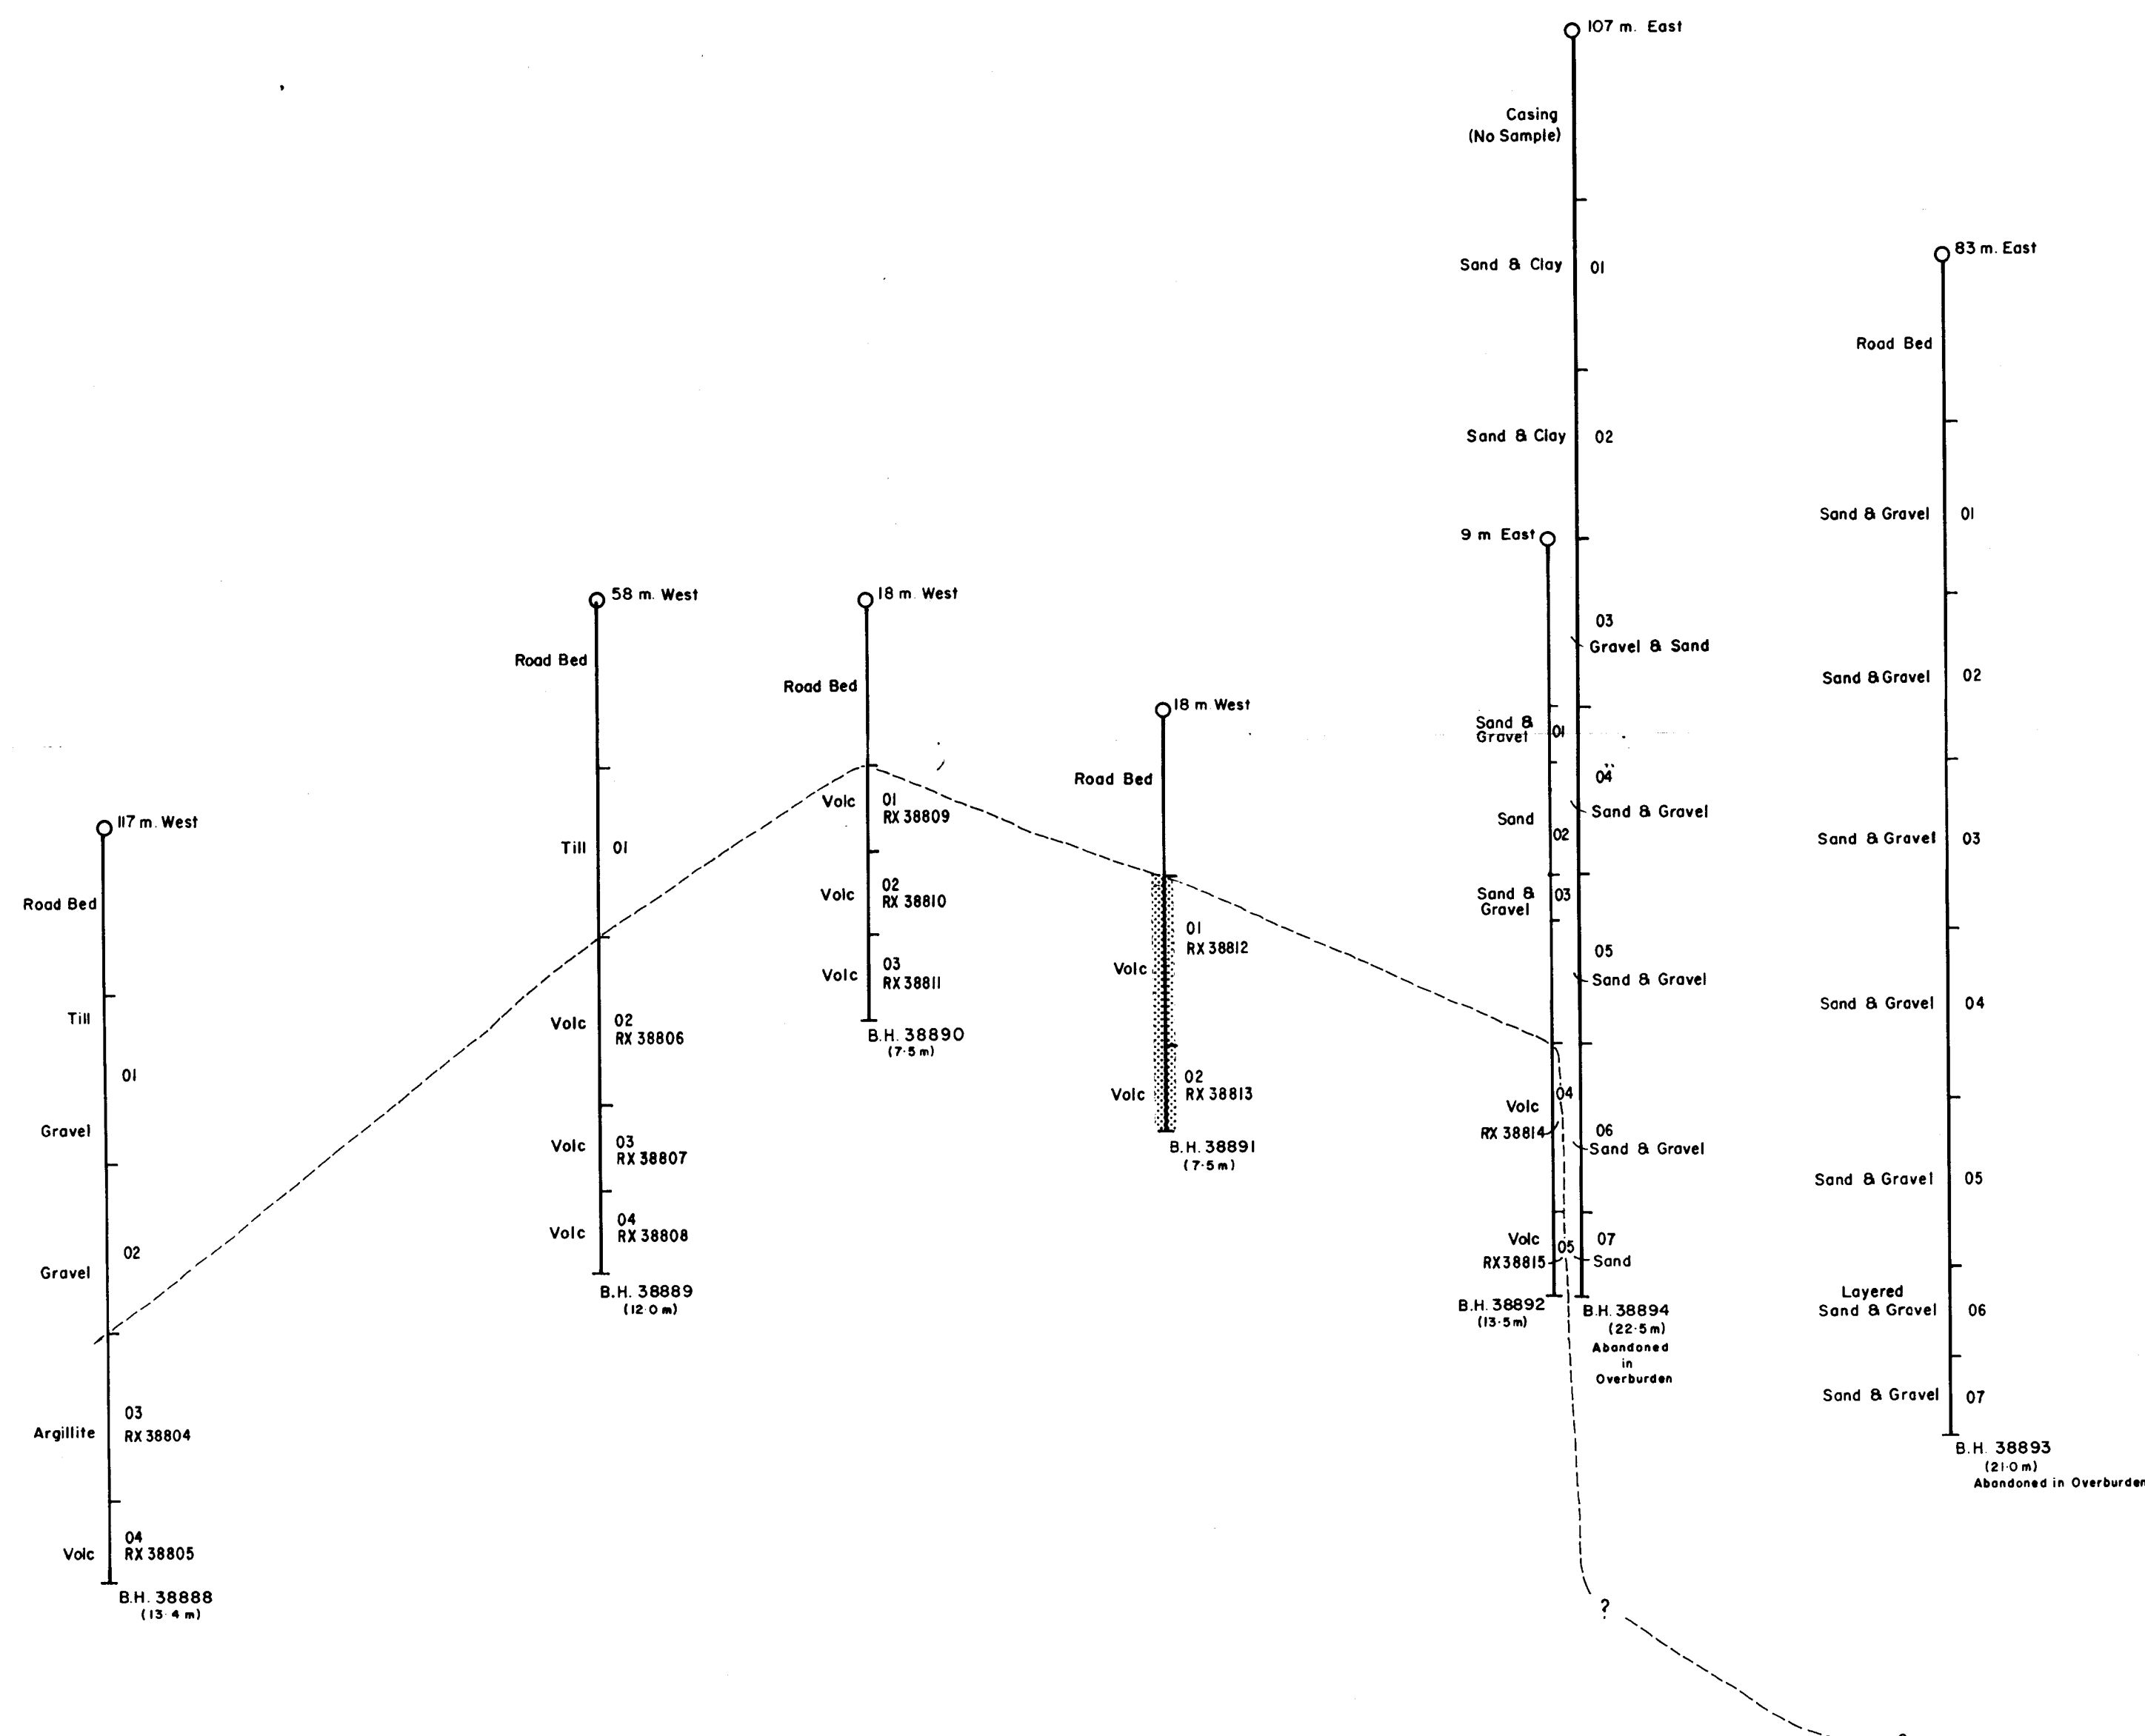 117 m. West
Road Bed
Till
01
Gravel
02
Gravel
03
Argillite
RX 38804
04
Volc
RX 38805
B.H. 38888
(13.4 m)
58 m. West
Road Bed
Till
01
Volc
02
RX 38806
Volc
03
RX 38807
Volc
04
RX 38808
B.H. 38889
(12.0 m)
18 m. West
Road Bed
Volc
01
RX 38809
Volc
02
RX 38810
Volc
03
RX 38811
B.H. 38890
(7.5 m)
18 m. West
Road Bed
01
RX 38812
Volc
02
Volc
RX 38813
B.H. 38891
(7.5 m)
9 m East
Sand &
Gravel
01
Sand
02
Sand &
Gravel
03
04
Volc
RX 38814
Volc
05
RX38815
B.H. 38892
(13.5 m)
107 m. East
Casing
(No Sample)
Sand & Clay
01
Sand & Clay
02
03
Gravel & Sand
04
Sand & Gravel
05
Sand & Gravel
06
Sand & Gravel
07
Sand
B.H. 38894
(22.5 m)
Abandoned
in
Overburden
?
83 m. East
Road Bed
Sand & Gravel
01
Sand & Gravel
02
Sand & Gravel
03
Sand & Gravel
04
Sand & Gravel
05
Layered
Sand & Gravel
06
Sand & Gravel
07
B.H. 38893
(21.0 m)
Abandoned in Overburden